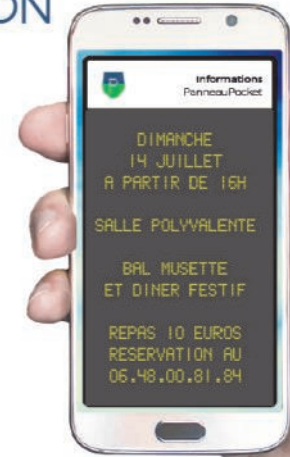 ON
Informations
PanneauPocket
DIMANCHE
14 JUILLET
A PARTIR DE 16H
SALLE POLYVALENTE
BAL MUSETTE
ET DINER FESTIF
REPAS 10 EUROS
RESERVATION AU
06.48.00.81.84